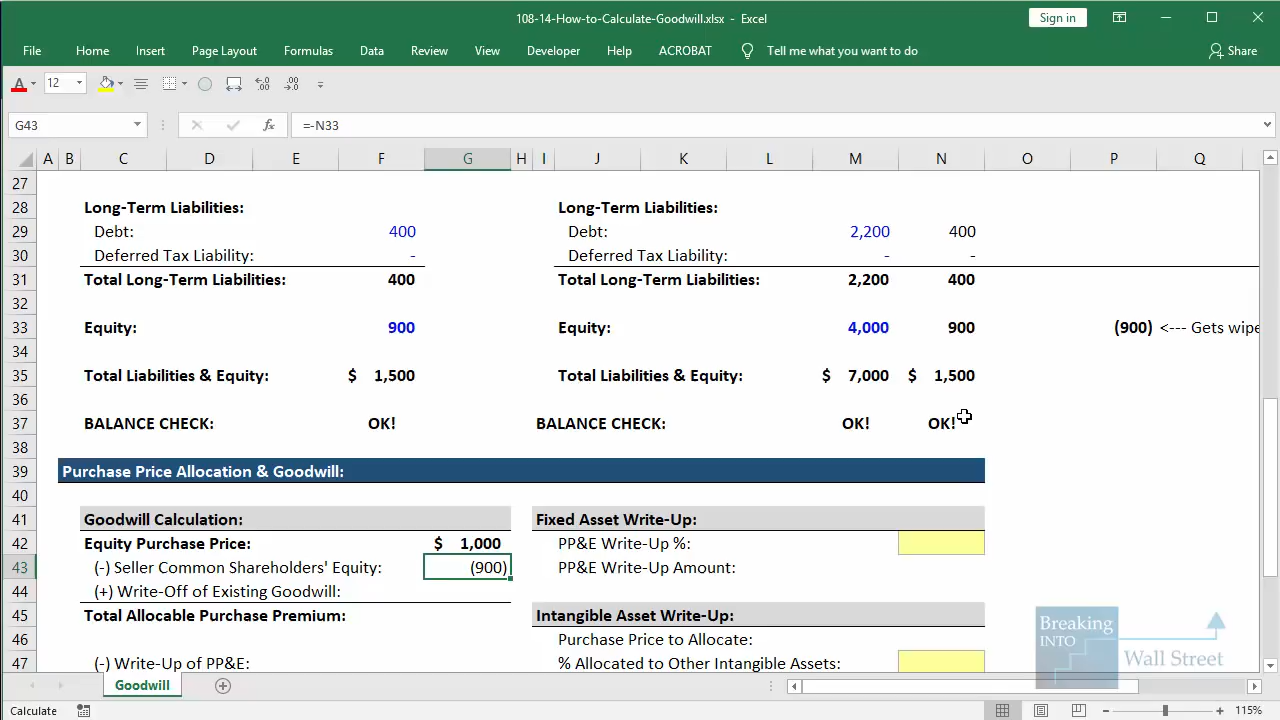 108-14-How-to-Calculate-Goodwill.xlsx - Excel
Sign in
File Home Insert Page Layout Formulas Data Review View Developer Help ACROBAT Tell me what you want to do Share
A 12 .00 .00
G43 fx =-N33
A B C D E F G H I J K L M N O P Q
27
28 Long-Term Liabilities: Long-Term Liabilities:
29 Debt: 400 Debt: 2,200 400
30 Deferred Tax Liability: - Deferred Tax Liability: - -
31 Total Long-Term Liabilities: 400 Total Long-Term Liabilities: 2,200 400
32
33 Equity: 900 Equity: 4,000 900 (900) <--- Gets wipe
34
35 Total Liabilities & Equity: $ 1,500 Total Liabilities & Equity: $ 7,000 $ 1,500
36
37 BALANCE CHECK: OK! BALANCE CHECK: OK! OK!
38
39 Purchase Price Allocation & Goodwill:
40
41 Goodwill Calculation: Fixed Asset Write-Up:
42 Equity Purchase Price: $ 1,000 PP&E Write-Up %:
43 (-) Seller Common Shareholders' Equity: (900) PP&E Write-Up Amount:
44 (+) Write-Off of Existing Goodwill:
45 Total Allocable Purchase Premium: Intangible Asset Write-Up:
46 Purchase Price to Allocate:
47 (-) Write-Up of PP&E: % Allocated to Other Intangible Assets:
Breaking
INTO
Wall Street
Goodwill
Calculate 115%